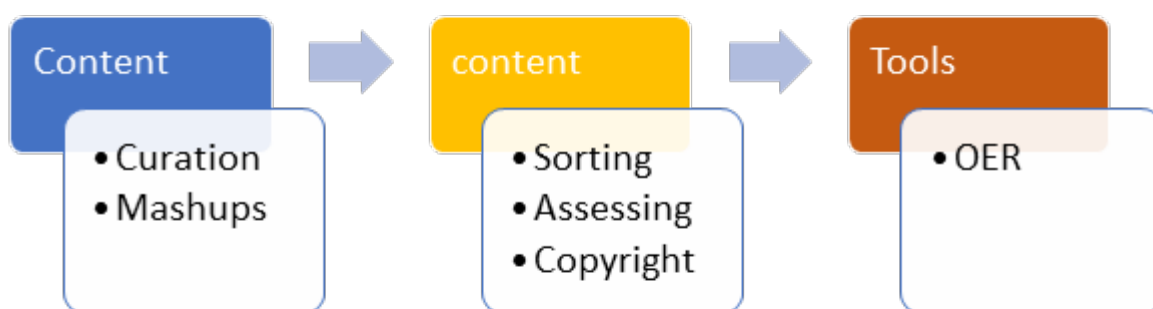 Content
• Curation
• Mashups
content
• Sorting
• Assessing
• Copyright
Tools
• OER